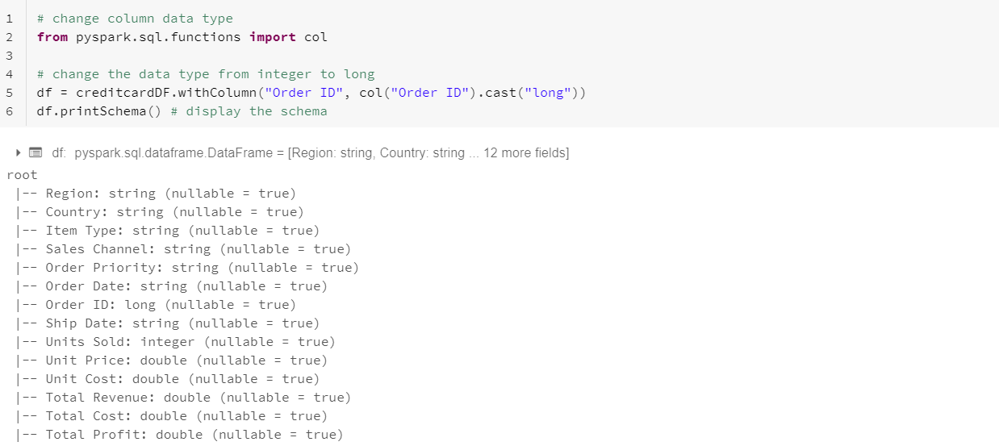 1 # change column data type
2 from pyspark.sql.functions import col
3
4 # change the data type from integer to long
5 df = creditcardDF.withColumn("Order ID", col("Order ID").cast("long"))
6 df.printSchema() # display the schema
df: pyspark.sql.dataframe.DataFrame = [Region: string, Country: string ... 12 more fields]
root
 |-- Region: string (nullable = true)
 |-- Country: string (nullable = true)
 |-- Item Type: string (nullable = true)
 |-- Sales Channel: string (nullable = true)
 |-- Order Priority: string (nullable = true)
 |-- Order Date: string (nullable = true)
 |-- Order ID: long (nullable = true)
 |-- Ship Date: string (nullable = true)
 |-- Units Sold: integer (nullable = true)
 |-- Unit Price: double (nullable = true)
 |-- Unit Cost: double (nullable = true)
 |-- Total Revenue: double (nullable = true)
 |-- Total Cost: double (nullable = true)
 |-- Total Profit: double (nullable = true)